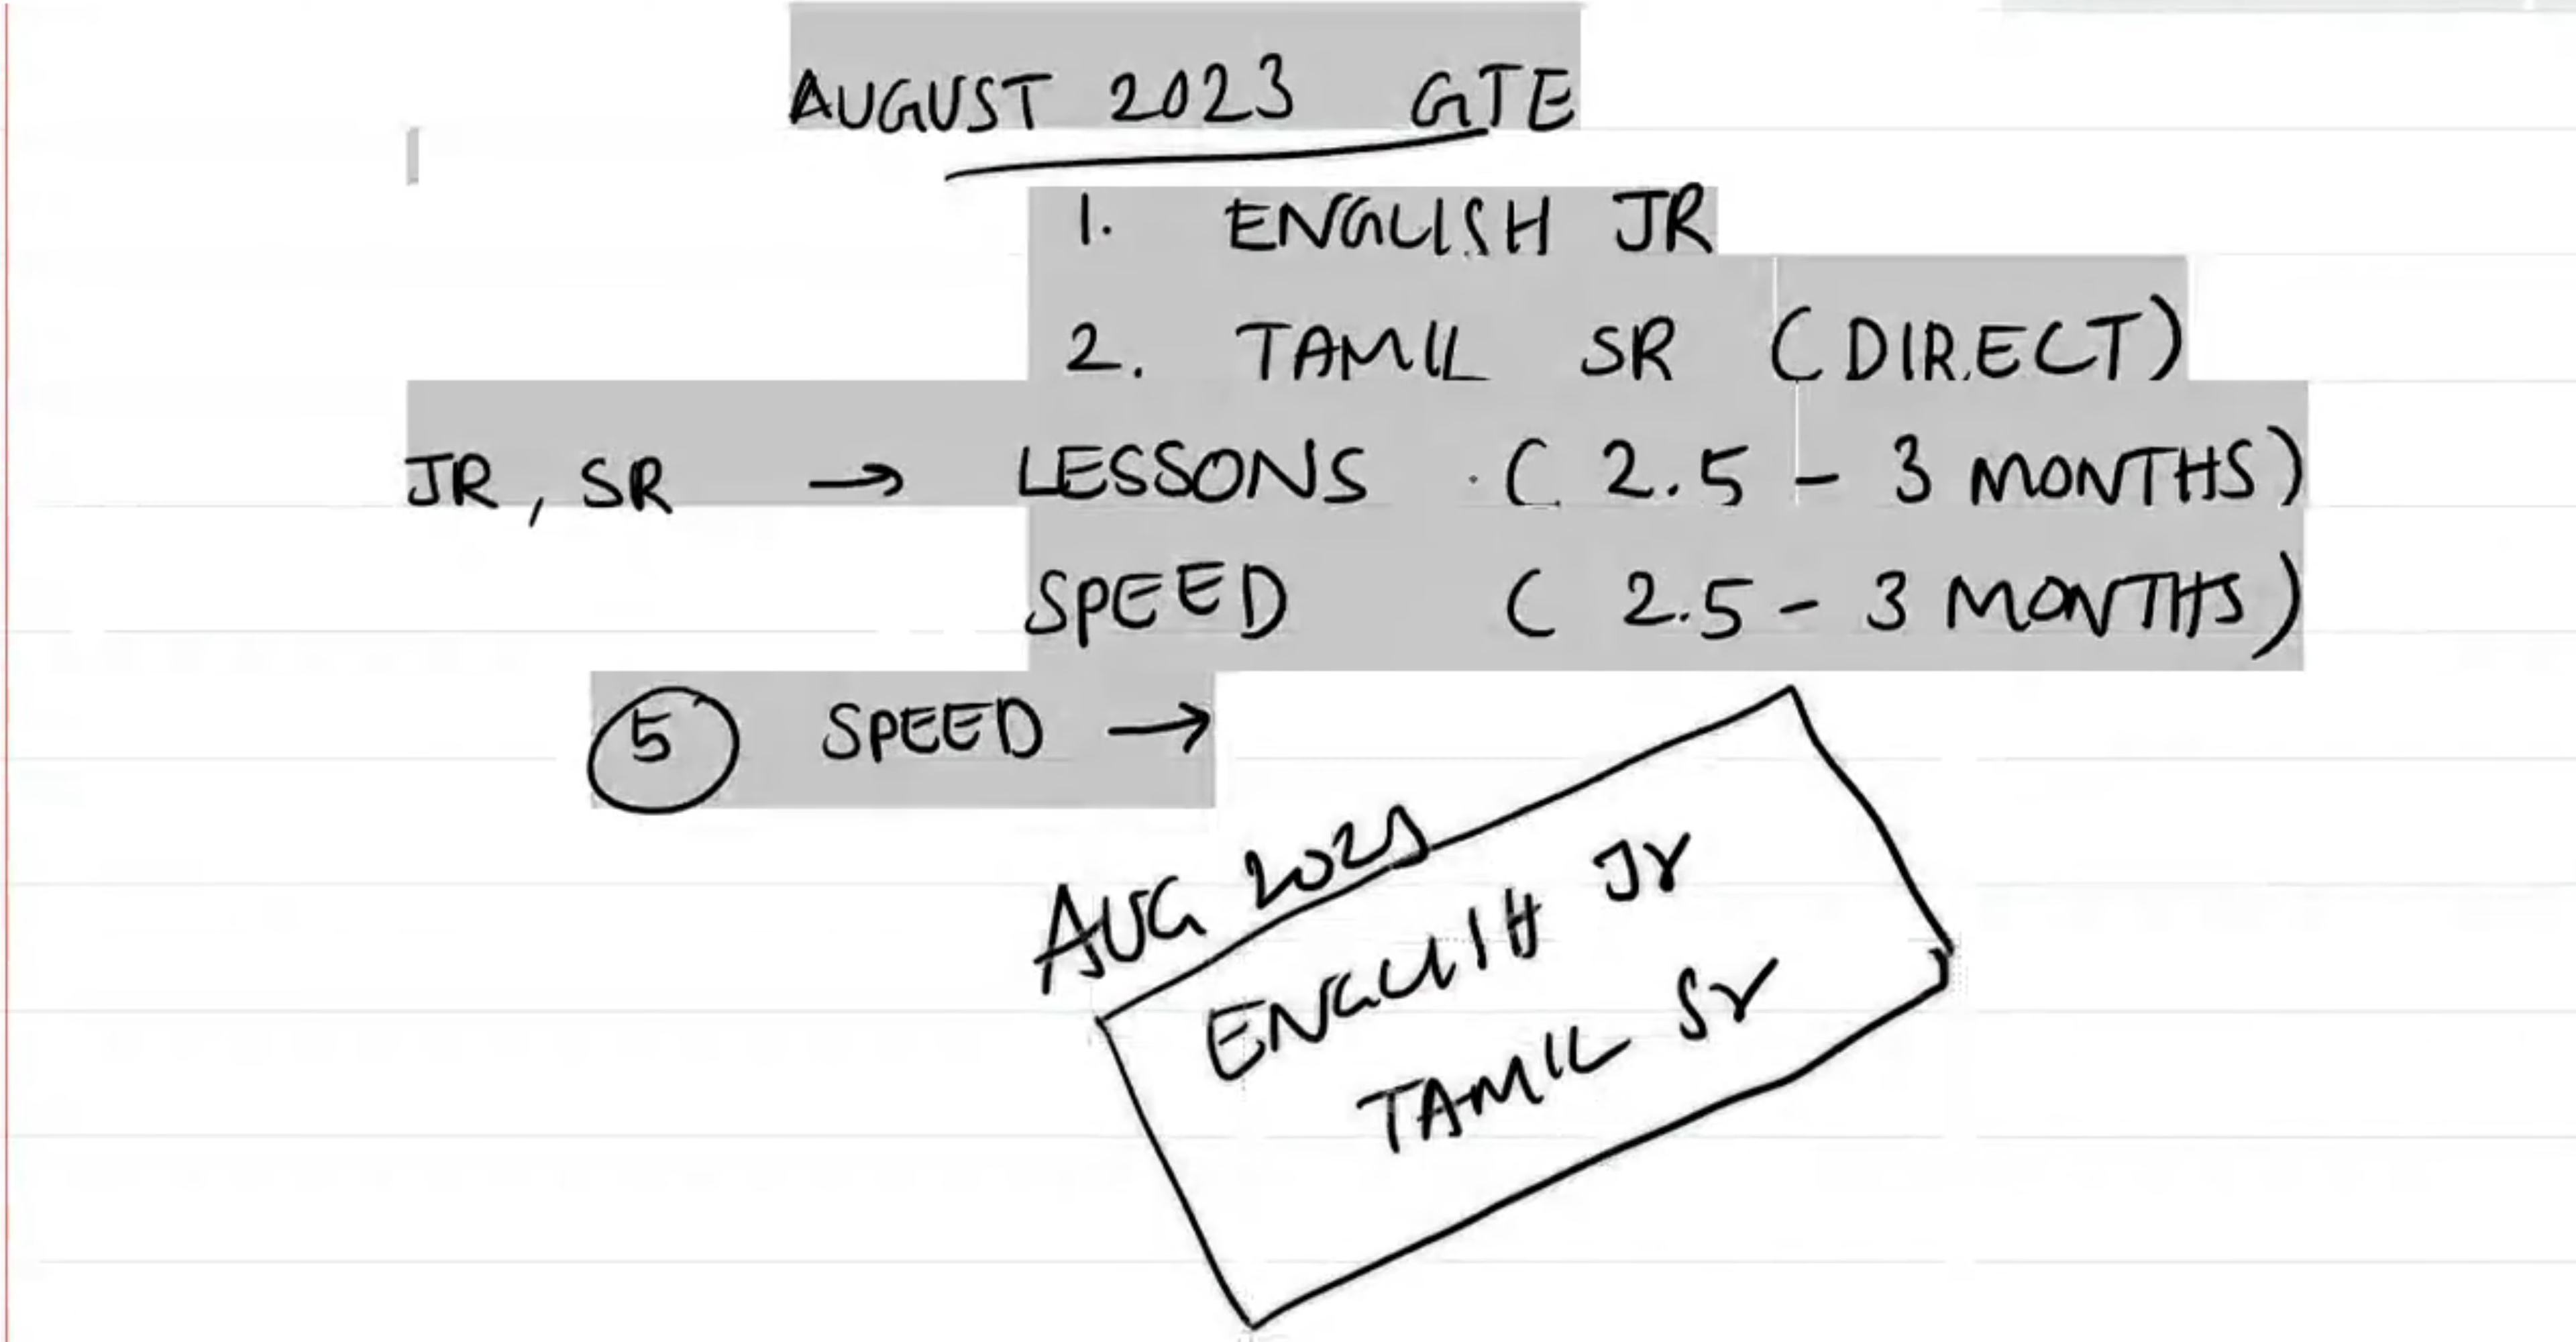 AUGUST 2023 GTE
1. ENGLISH JR
2. TAMIL SR (DIRECT)
JR, SR → LESSONS (2.5 - 3 MONTHS)
SPEED (2.5 - 3 MONTHS)
5 SPEED →
AUG
ENGLISH Jr
TAMIL Sr